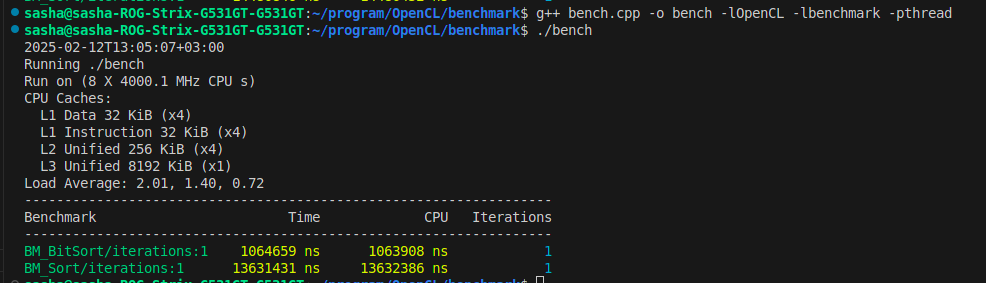 sasha@sasha-ROG-Strix-G531GT-G531GT:~/program/OpenCL/benchmark$ g++ bench.cpp -o bench -lOpenCL -lbenchmark -pthread
sasha@sasha-ROG-Strix-G531GT-G531GT:~/program/OpenCL/benchmark$ ./bench
2025-02-12T13:05:07+03:00
Running ./bench
Run on (8 X 4000.1 MHz CPU s)
CPU Caches:
  L1 Data 32 KiB (x4)
  L1 Instruction 32 KiB (x4)
  L2 Unified 256 KiB (x4)
  L3 Unified 8192 KiB (x1)
Load Average: 2.01, 1.40, 0.72
-----------------------------------------------------------------
Benchmark                       Time             CPU   Iterations
-----------------------------------------------------------------
BM_BitSort/iterations:1    1064659 ns      1063908 ns            1
BM_Sort/iterations:1      13631431 ns     13632386 ns            1
sasha@sasha-ROG-Strix-G531GT-G531GT:~/program/OpenCL/benchmark$